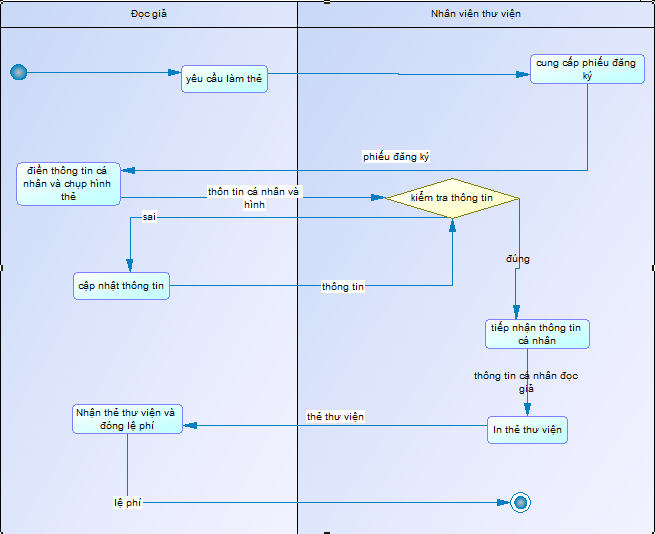 Đọc giả
Nhân viên thư viện
yêu cầu làm thẻ
cung cấp phiếu đăng
ký
phiếu đăng ký
điền thông tin cá
nhân và chụp hình
thẻ
thôn tin cá nhân và
hình
kiểm tra thông tin
sai
đúng
cập nhật thông tin
thông tin
tiếp nhận thông tin
cá nhân
thông tin cá nhân đọc
giả
Nhận thẻ thư viện và
đóng lệ phí
thẻ thư viện
In thẻ thư viện
lệ phí